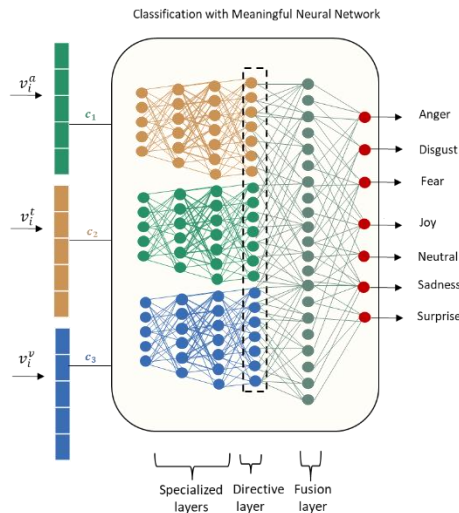 Classification with Meaningful Neural Network
v_i^a
c_1
v_i^t
c_2
v_i^v
c_3
Anger
Disgust
Fear
Joy
Neutral
Sadness
Surprise
Specialized
layers
Directive
layer
Fusion
layer